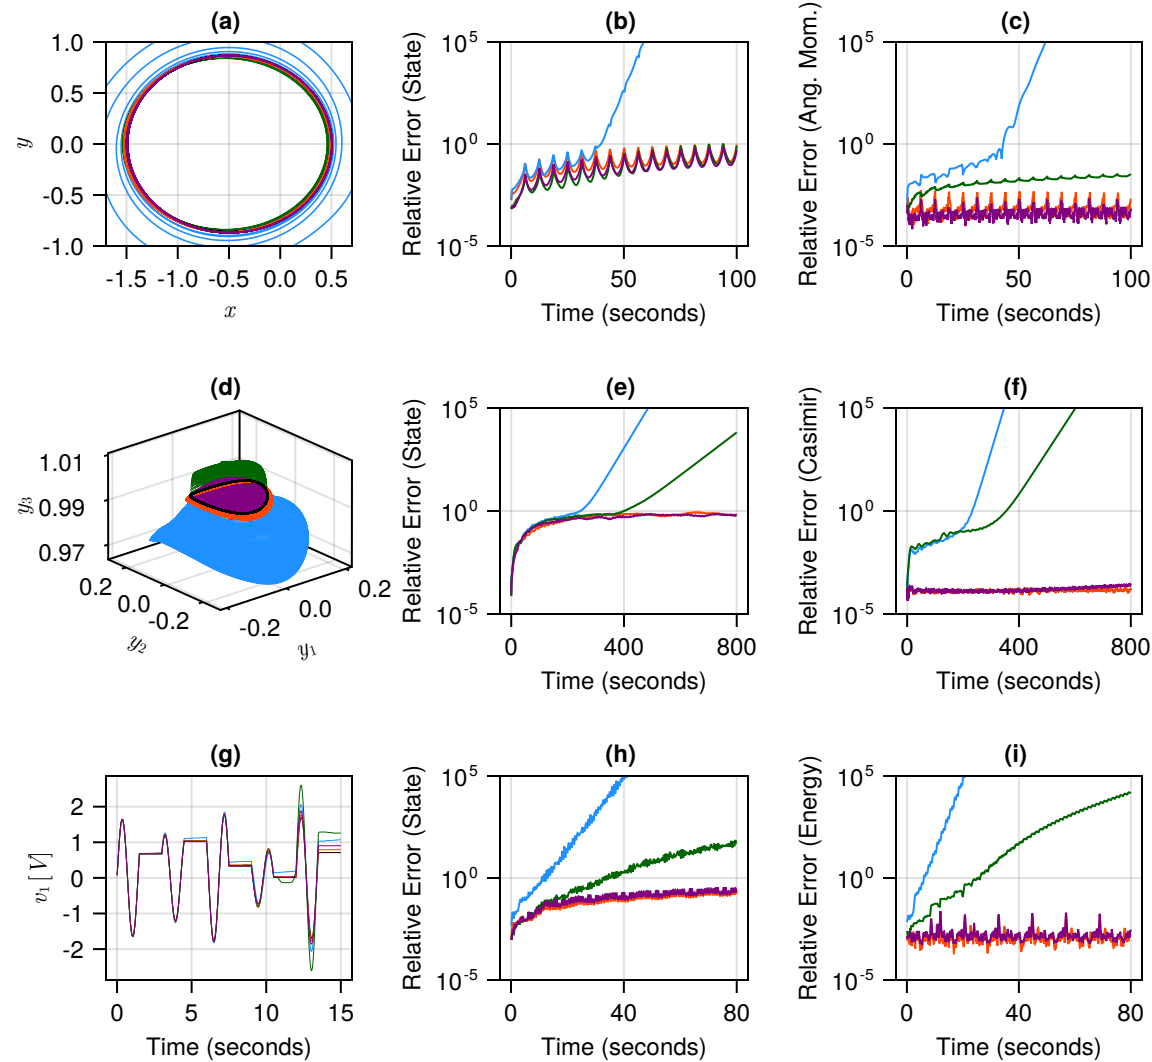 (a)
1.0
0.5
0.0
-0.5
-1.0
y
-1.5 -1.0 -0.5 0.0 0.5
x
(b)
10^5
10^0
10^-5
Relative Error (State)
0 50 100
Time (seconds)
(c)
10^5
10^0
10^-5
Relative Error (Ang. Mom.)
0 50 100
Time (seconds)
(d)
1.01
0.99
0.97
y_3
0.2
0.0
-0.2
y_2
-0.2
0.0
0.2
y_1
(e)
10^5
10^0
10^-5
Relative Error (State)
0 400 800
Time (seconds)
(f)
10^5
10^0
10^-5
Relative Error (Casimir)
0 400 800
Time (seconds)
(g)
2
1
0
-1
-2
v_1 [V]
0 5 10 15
Time (seconds)
(h)
10^5
10^0
10^-5
Relative Error (State)
0 40 80
Time (seconds)
(i)
10^5
10^0
10^-5
Relative Error (Energy)
0 40 80
Time (seconds)